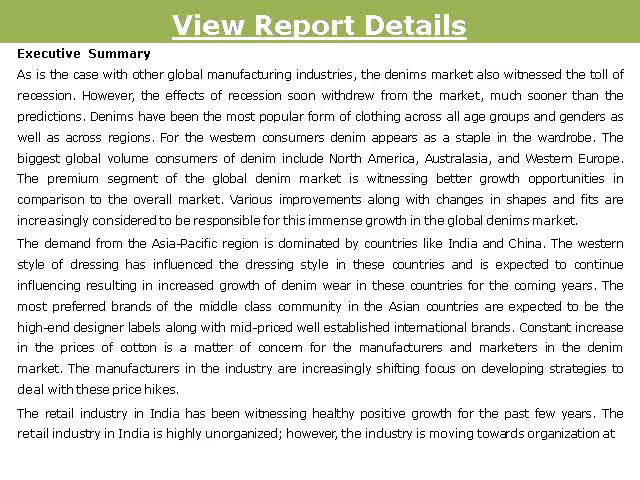 View Report Details
Executive Summary
As is the case with other global manufacturing industries, the denims market also witnessed the toll of
recession. However, the effects of recession soon withdrew from the market, much sooner than the
predictions. Denims have been the most popular form of clothing across all age groups and genders as
well as across regions. For the western consumers denim appears as a staple in the wardrobe. The
biggest global volume consumers of denim include North America, Australasia, and Western Europe.
The premium segment of the global denim market is witnessing better growth opportunities in
comparison to the overall market. Various improvements along with changes in shapes and fits are
increasingly considered to be responsible for this immense growth in the global denims market.
The demand from the Asia-Pacific region is dominated by countries like India and China. The western
style of dressing has influenced the dressing style in these countries and is expected to continue
influencing resulting in increased growth of denim wear in these countries for the coming years. The
most preferred brands of the middle class community in the Asian countries are expected to be the
high-end designer labels along with mid-priced well established international brands. Constant increase
in the prices of cotton is a matter of concern for the manufacturers and marketers in the denim
market. The manufacturers in the industry are increasingly shifting focus on developing strategies to
deal with these price hikes.
The retail industry in India has been witnessing healthy positive growth for the past few years. The
retail industry in India is highly unorganized; however, the industry is moving towards organization at